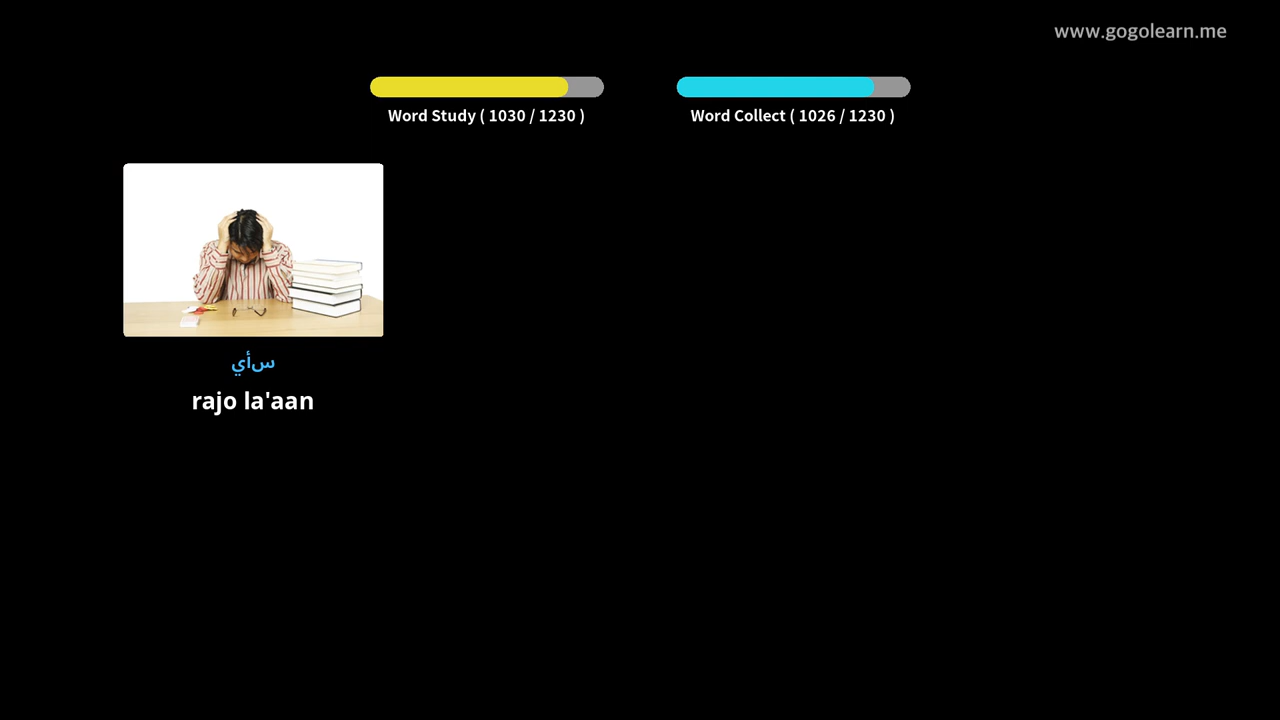 www.gogolearn.me
Word Study ( 1030 / 1230 )
Word Collect ( 1026 / 1230 )
سأي
rajo la'aan